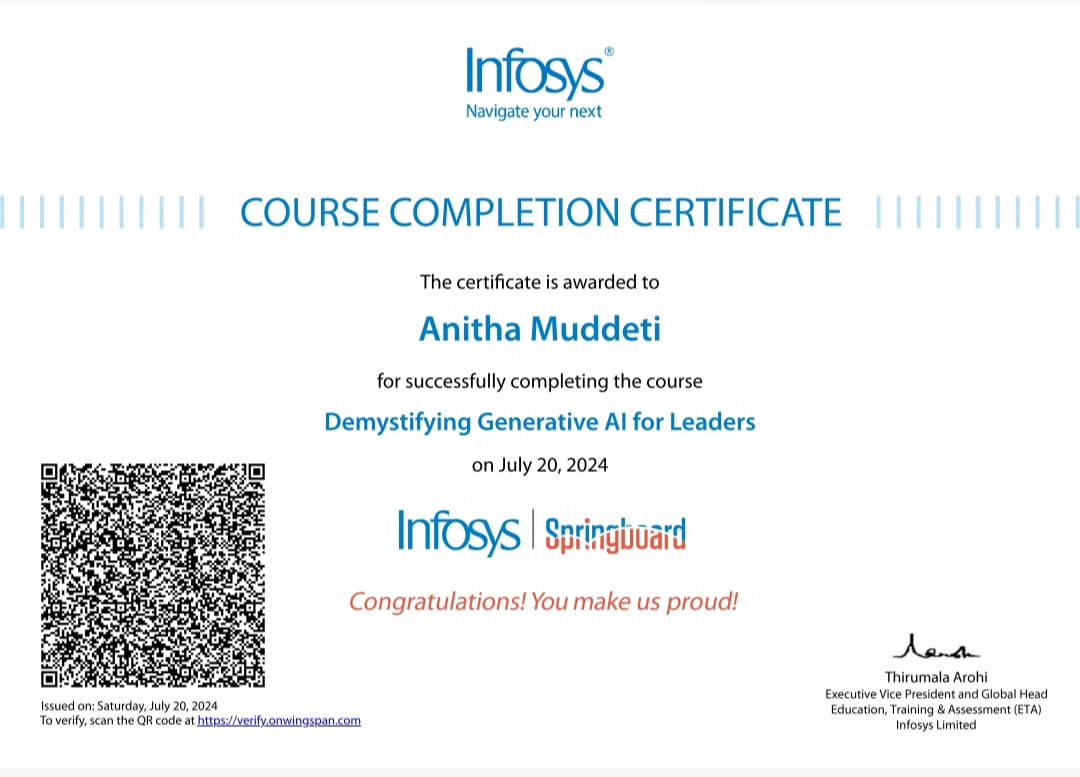 Infosys®
Navigate your next
COURSE COMPLETION CERTIFICATE
The certificate is awarded to
Anitha Muddeti
for successfully completing the course
Demystifying Generative AI for Leaders
on July 20, 2024
Infosys | Springboard
Congratulations! You make us proud!
Thirumala Arohi
Executive Vice President and Global Head
Education, Training & Assessment (ETA)
Infosys Limited
Issued on: Saturday, July 20, 2024
To verify, scan the QR code at https://verify.onwingspan.com